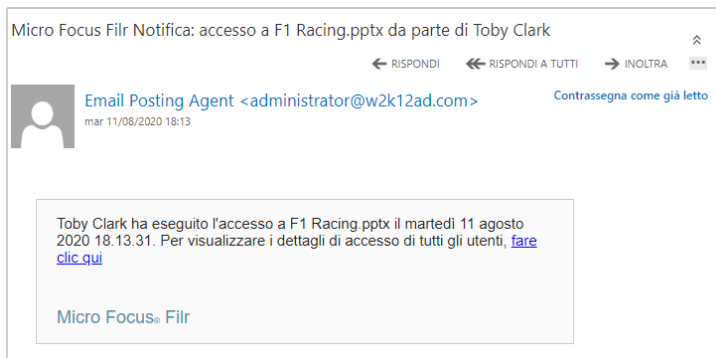 Micro Focus Filr Notifica: accesso a F1 Racing.pptx da parte di Toby Clark
RISPONDI RISPONDI A TUTTI INOLTRA
Email Posting Agent <administrator@w2k12ad.com> Contrassegna come già letto
mar 11/08/2020 18:13
Toby Clark ha eseguito l'accesso a F1 Racing.pptx il martedì 11 agosto
2020 18.13.31. Per visualizzare i dettagli di accesso di tutti gli utenti, fare
clic qui
Micro Focus® Filr